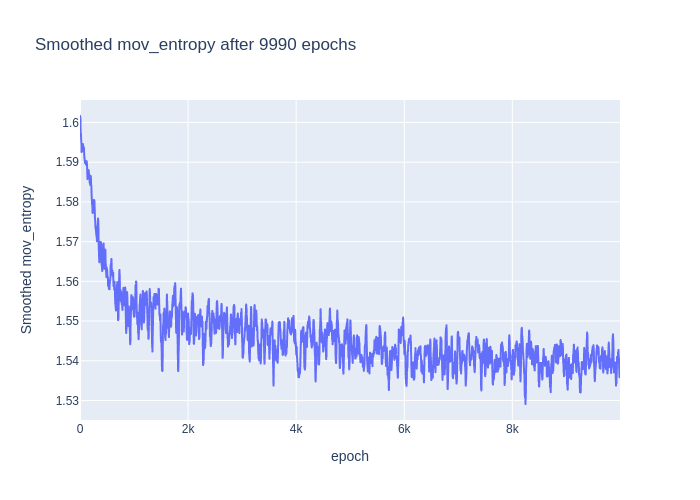 Smoothed mov_entropy after 9990 epochs
Smoothed mov_entropy
1.6
1.59
1.58
1.57
1.56
1.55
1.54
1.53
0
2k
4k
6k
8k
epoch